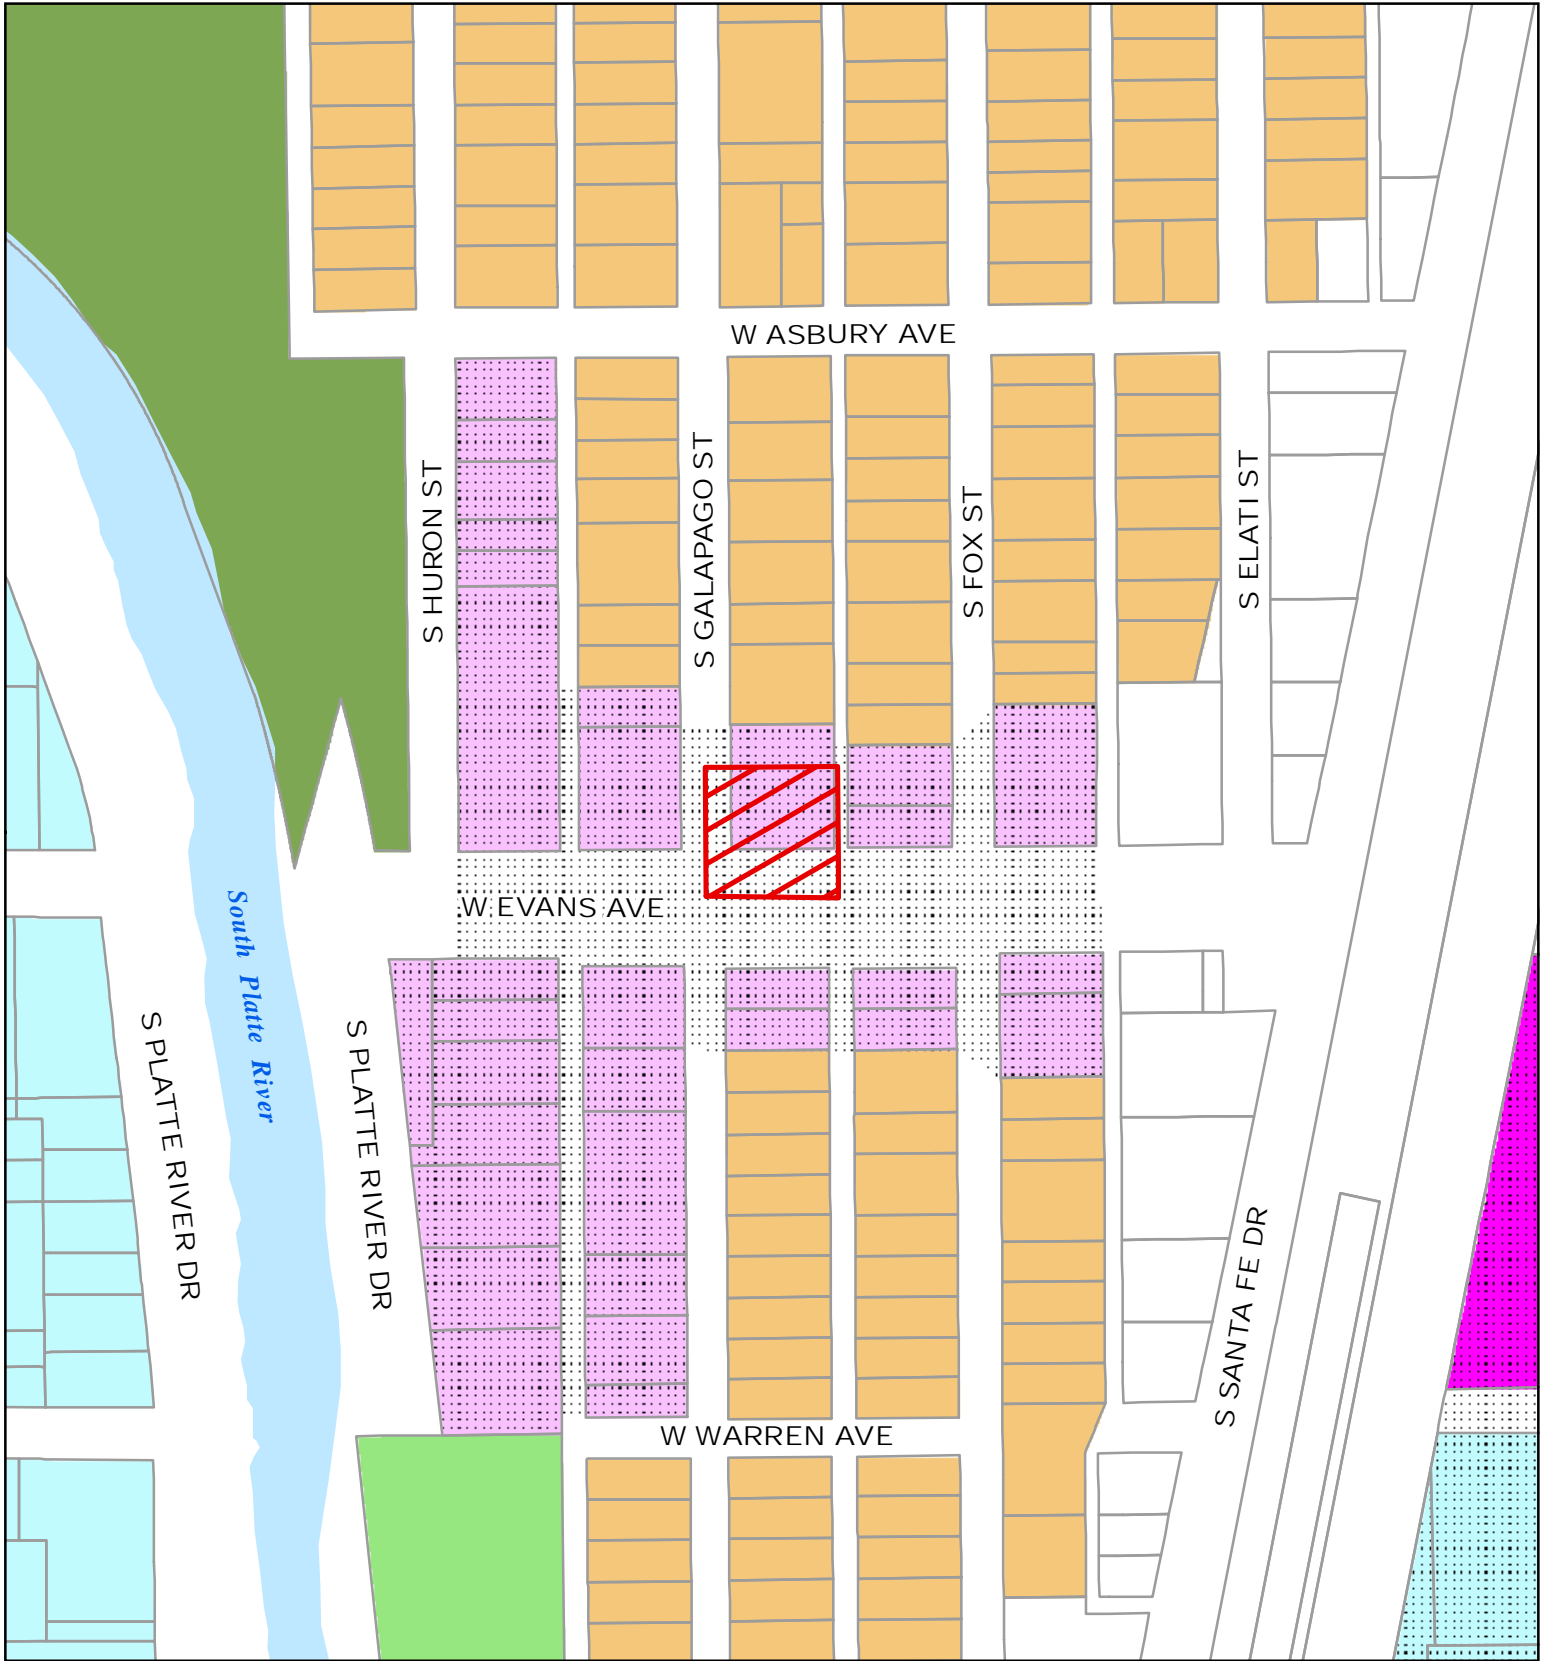 W ASBURY AVE
S HURON ST
S GALAPAGO ST
S FOX ST
S ELATI ST
W EVANS AVE
South Platte River
S PLATTE RIVER DR
S PLATTE RIVER DR
S SANTA FE DR
W WARREN AVE